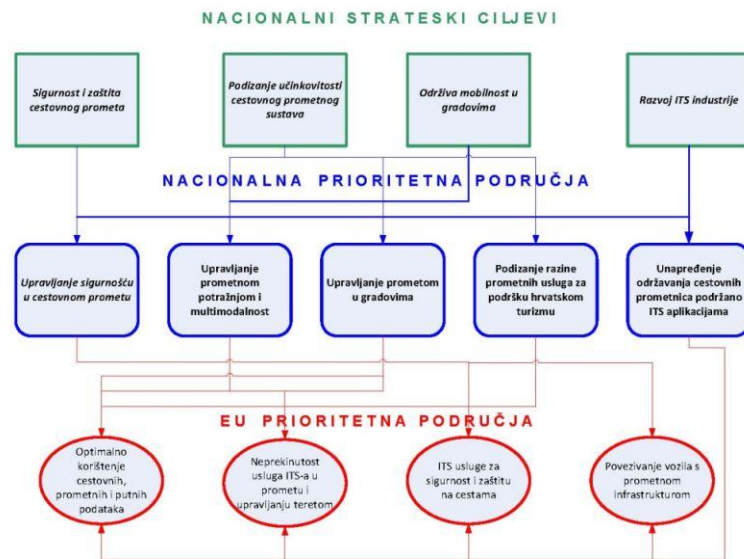 NACIONALNI STRATESKI CILJEVI
Sigurnost i zaštita
cestovnog prometa
Podizanje učinkovitosti
cestovnog prometnog
sustava
Održiva mobilnost u
gradovima
Razvoj ITS industrije
NACIONALNA PRIORITETNA PODRUČJA
Upravljanje sigurnošću
u cestovnom prometu
Upravljanje
prometnom
potražnjom i
multimodalnost
Upravljanje prometom
u gradovima
Podizanje razine
prometnih usluga za
podršku hrvatskom
turizmu
Unapređenje
održavanja cestovnih
prometnica podržano
ITS aplikacijama
EU PRIORITETNA PODRUČJA
Optimalno
korištenje
cestovnih,
prometnih i putnih
podataka
Neprekinutost
usluga ITS-a u
prometu i
upravljanju teretom
ITS usluge za
sigurnost i zaštitu
na cestama
Povezivanje vozila s
prometnom
infrastrukturom